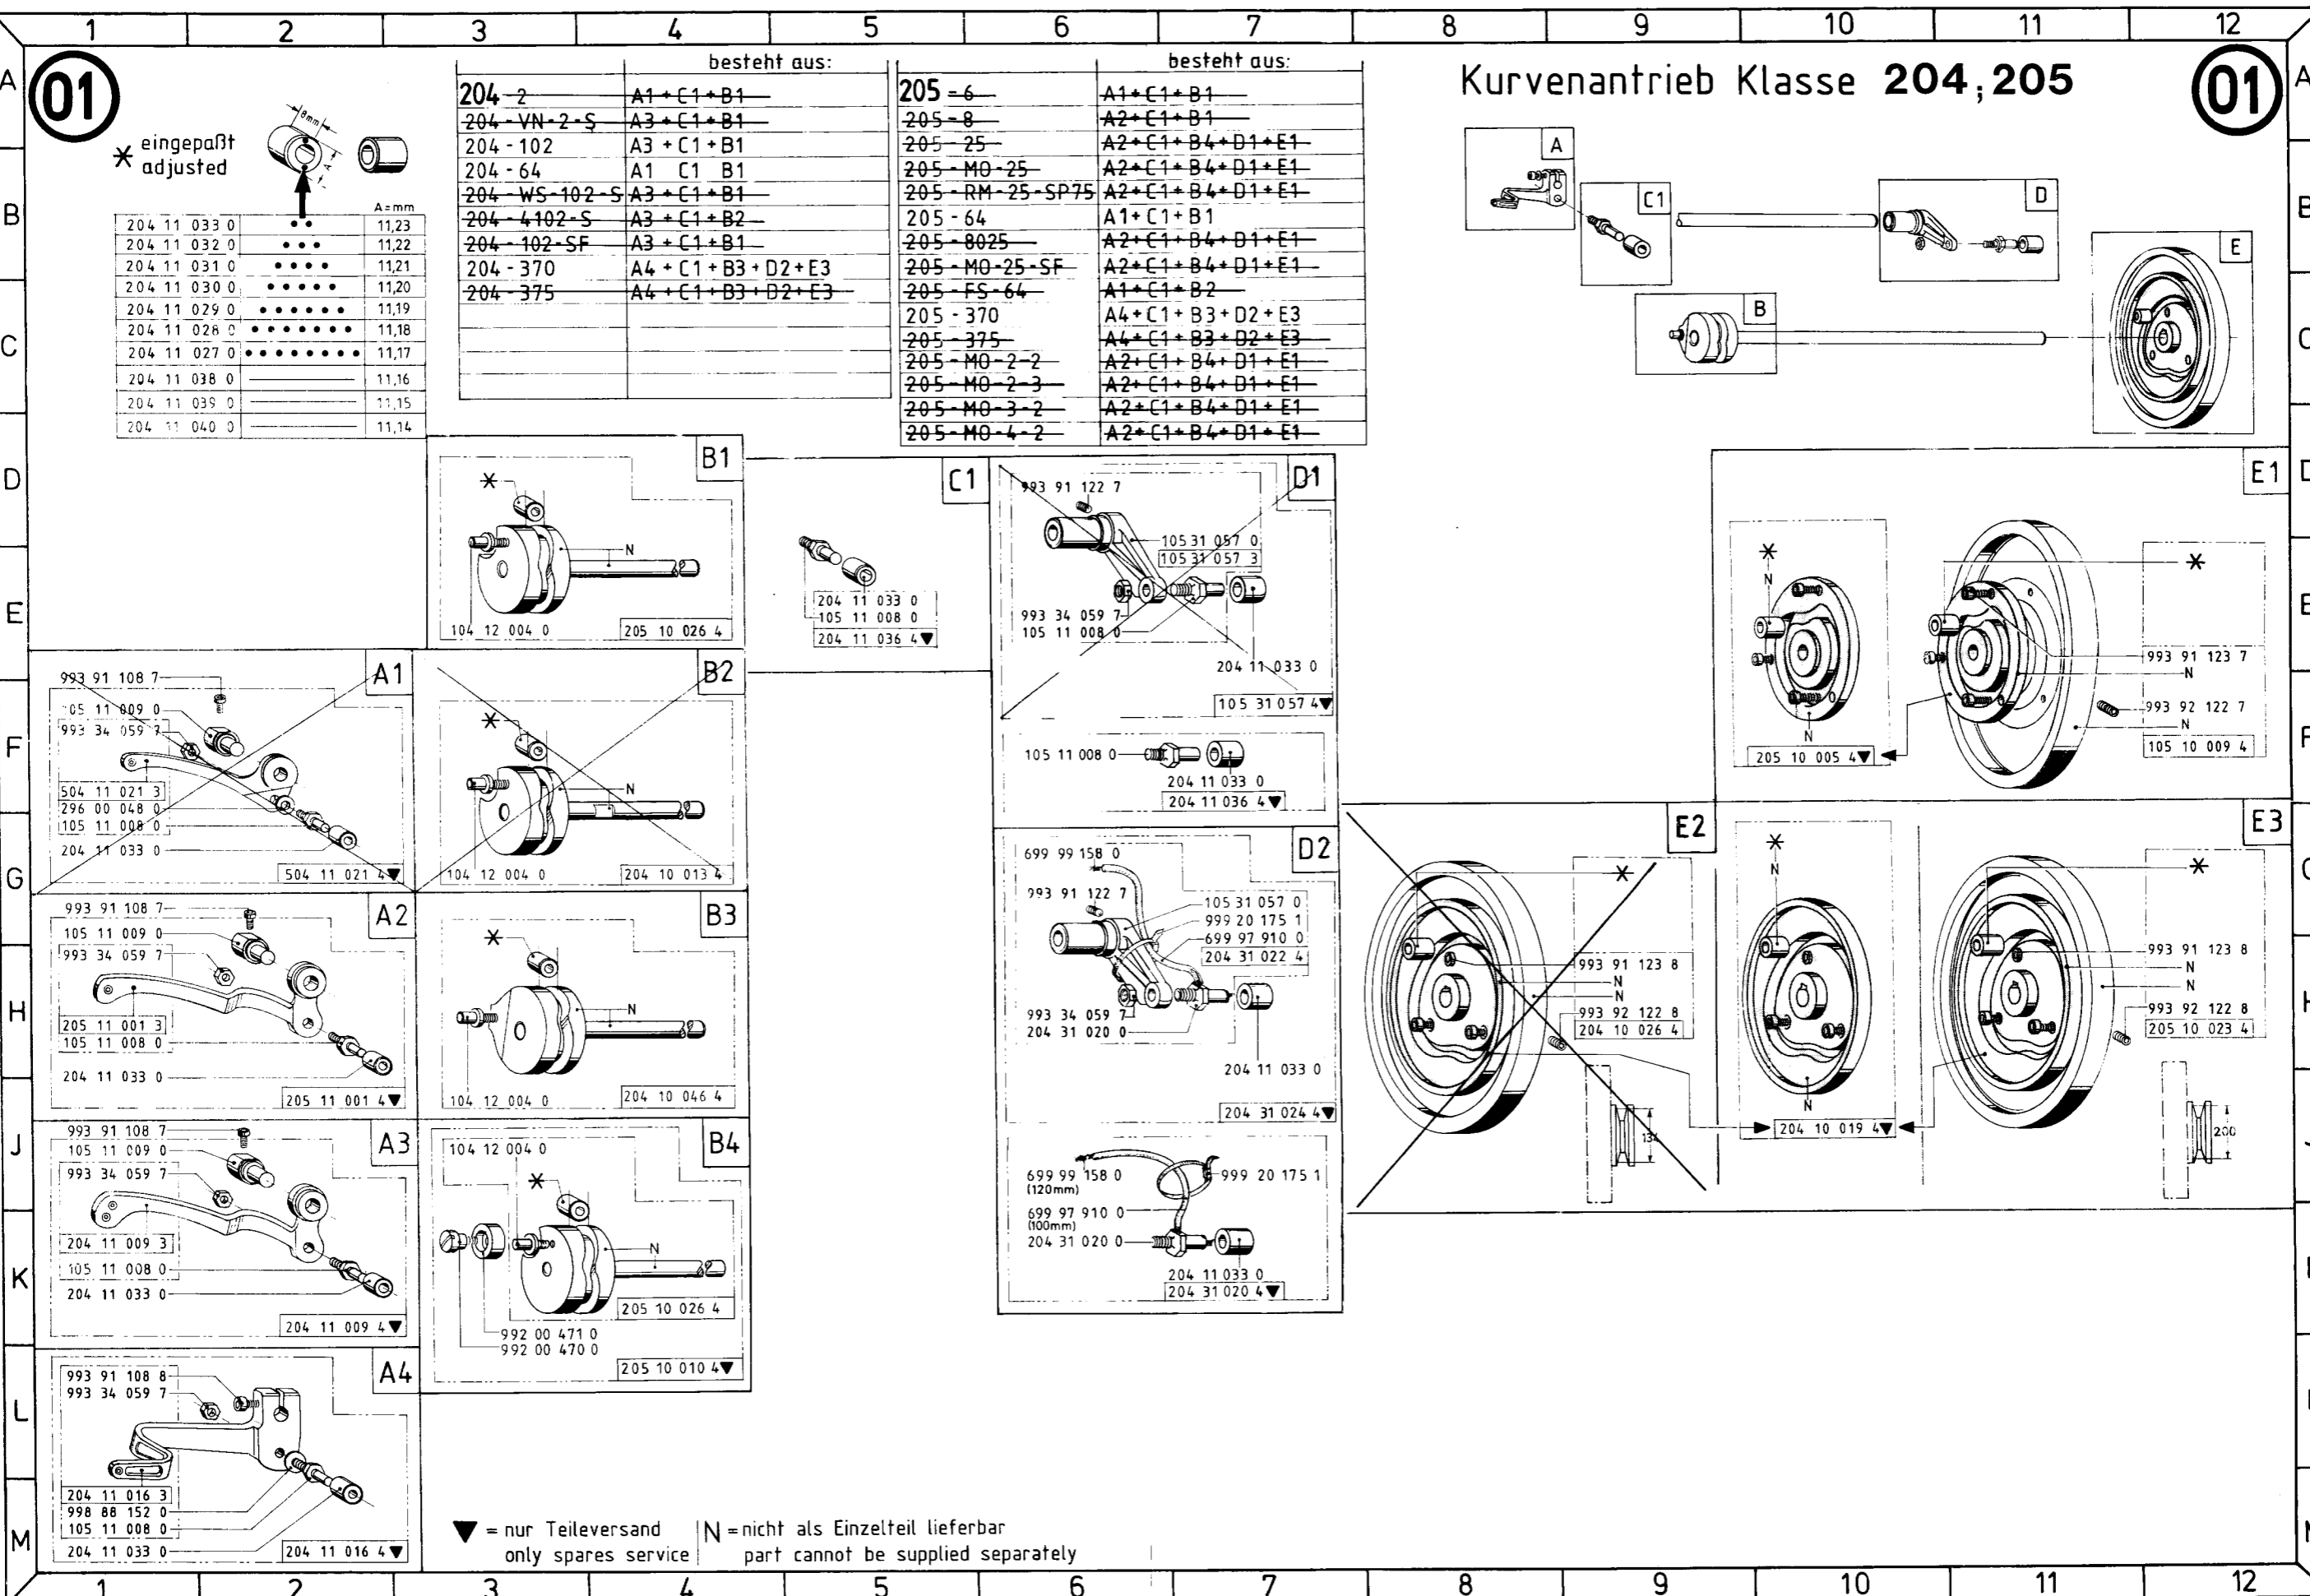 1 2 3 4 5 6 7 8 9 10 11 12
01
Kurvenantrieb Klasse 204; 205
01
* eingepaßt
adjusted
8mm
A
A=mm
204 11 033 0 •• 11,23
204 11 032 0 ••• 11,22
204 11 031 0 •••• 11,21
204 11 030 0 ••••• 11,20
204 11 029 0 •••••• 11,19
204 11 028 0 ••••••• 11,18
204 11 027 0 •••••••• 11,17
204 11 038 0 11,16
204 11 039 0 11,15
204 11 040 0 11,14
besteht aus:
204-2 A1+C1+B1
204-VN-2-S A3+C1+B1
204-102 A3+C1+B1
204-64 A1 C1 B1
204-WS-102-S A3+C1+B1
204-4102-S A3+C1+B2
204-102-SF A3+C1+B1
204-370 A4+C1+B3+D2+E3
204-375 A4+C1+B3+D2+E3
besteht aus:
205-6 A1+C1+B1
205-8 A2+C1+B1
205-25 A2+C1+B4+D1+E1
205-MO-25 A2+C1+B4+D1+E1
205-RM-25-SP75 A2+C1+B4+D1+E1
205-64 A1+C1+B1
205-8025 A2+C1+B4+D1+E1
205-MO-25-SF A2+C1+B4+D1+E1
205-FS-64 A1+C1+B2
205-370 A4+C1+B3+D2+E3
205-375 A4+C1+B3+D2+E3
205-MO-2-2 A2+C1+B4+D1+E1
205-MO-2-3 A2+C1+B4+D1+E1
205-MO-3-2 A2+C1+B4+D1+E1
205-MO-4-2 A2+C1+B4+D1+E1
A
C1
D
B
E
B1
*
N
104 12 004 0
205 10 026 4
C1
204 11 033 0
105 11 008 0
204 11 036 4▼
D1
993 91 122 7
105 31 057 0
105 31 057 3
993 34 059 7
105 11 008 0
204 11 033 0
105 31 057 4▼
105 11 008 0
204 11 033 0
204 11 036 4▼
E1
*
N
N
205 10 005 4▼
*
993 91 123 7
N
993 92 122 7
N
105 10 009 4
A1
993 91 108 7
105 11 009 0
993 34 059 7
504 11 021 3
296 00 048 0
105 11 008 0
204 11 033 0
504 11 021 4▼
B2
*
N
104 12 004 0
204 10 013 4
A2
993 91 108 7
105 11 009 0
993 34 059 7
205 11 001 3
105 11 008 0
204 11 033 0
205 11 001 4▼
B3
*
N
104 12 004 0
204 10 046 4
D2
699 99 158 0
993 91 122 7
105 31 057 0
999 20 175 1
699 97 910 0
204 31 022 4
993 34 059 7
204 31 020 0
204 11 033 0
204 31 024 4▼
699 99 158 0
(120mm)
999 20 175 1
699 97 910 0
(100mm)
204 31 020 0
204 11 033 0
204 31 020 4▼
E2
*
993 91 123 8
N
N
993 92 122 8
204 10 026 4
134
E3
*
N
N
204 10 019 4▼
*
993 91 123 8
N
N
993 92 122 8
205 10 023 4
200
A3
993 91 108 7
105 11 009 0
993 34 059 7
204 11 009 3
105 11 008 0
204 11 033 0
204 11 009 4▼
B4
104 12 004 0
*
N
205 10 026 4
992 00 471 0
992 00 470 0
205 10 010 4▼
A4
993 91 108 8
993 34 059 7
204 11 016 3
998 88 152 0
105 11 008 0
204 11 033 0
204 11 016 4▼
▼ = nur Teileversand
only spares service
N = nicht als Einzelteil lieferbar
part cannot be supplied separately
A B C D E F G H J K L M
1 2 3 4 5 6 7 8 9 10 11 12